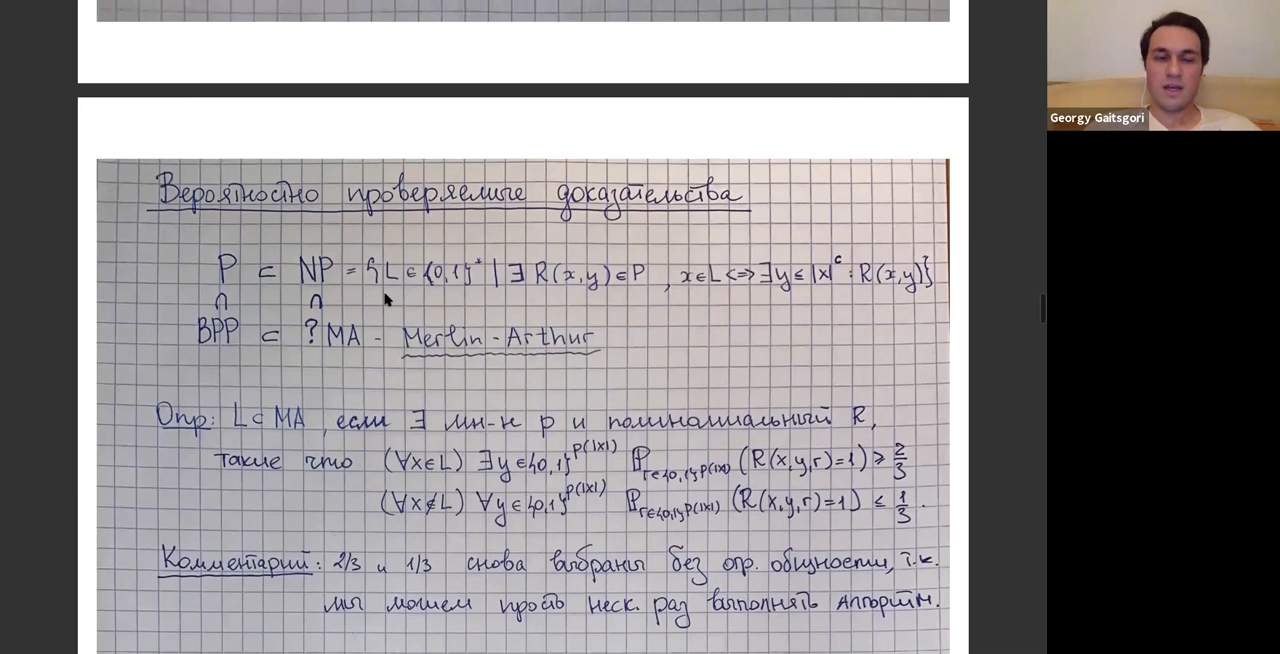 Georgy Gaitsgori
Вероятностно проверяемые доказательства
P ⊂ NP = {L ∈ {0,1}* | ∃ R(x,y) ∈ P , x∈L <=> ∃y ≤ |x|^c : R(x,y)}
∩ ∩
BPP ⊂ ? MA - Merlin-Arthur
Опр: L ⊂ MA, если ∃ мн-н p и полиномиальный R,
такие что (∀x∈L) ∃y∈{0,1}^p(|x|) ℙ_r∈{0,1}^p(|x|) (R(x,y,r)=1) ≥ 2/3
(∀x∉L) ∀y∈{0,1}^p(|x|) ℙ_r∈{0,1}^p(|x|) (R(x,y,r)=1) ≤ 1/3.
Комментарий: 2/3 и 1/3 снова выбраны без огр. общности, т.к.
мы можем просто неск. раз выполнять алгоритм.